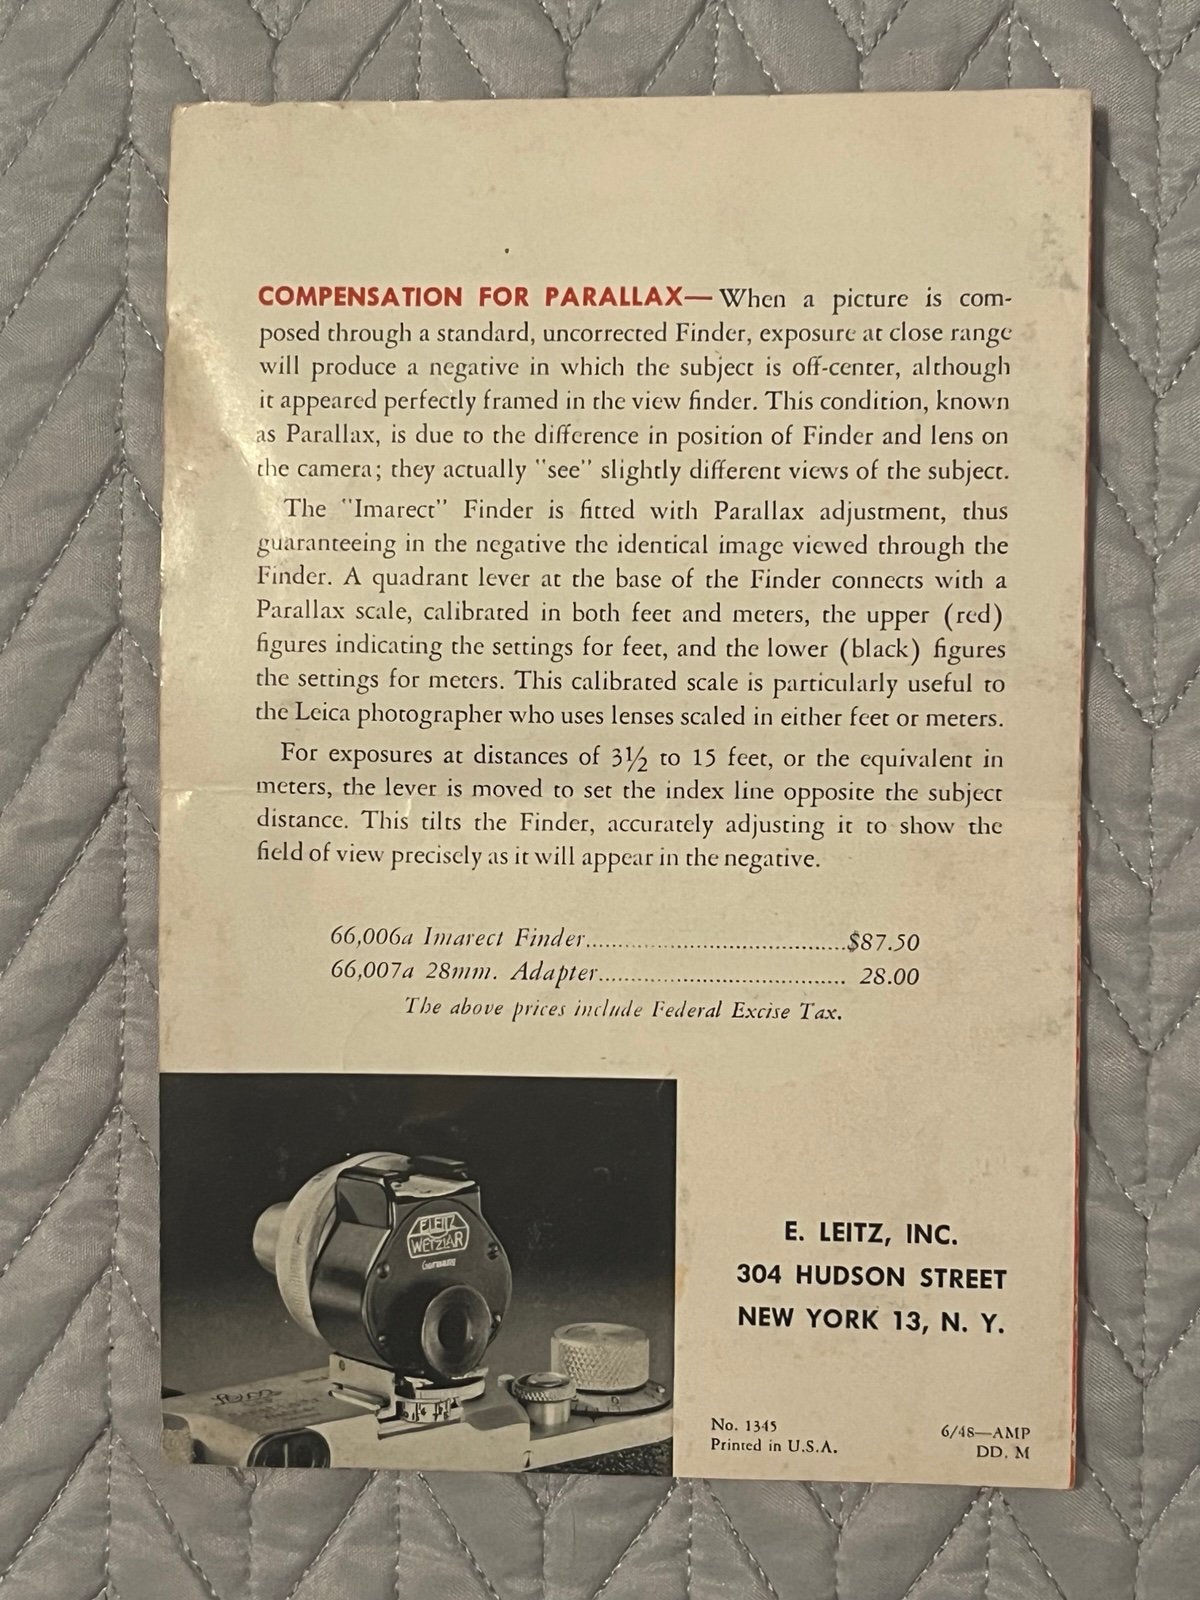 COMPENSATION FOR PARALLAX— When a picture is com-
posed through a standard, uncorrected Finder, exposure at close range
will produce a negative in which the subject is off-center, although
it appeared perfectly framed in the view finder. This condition, known
as Parallax, is due to the difference in position of Finder and lens on
the camera; they actually "see" slightly different views of the subject.
The "Imarect" Finder is fitted with Parallax adjustment, thus
guaranteeing in the negative the identical image viewed through the
Finder. A quadrant lever at the base of the Finder connects with a
Parallax scale, calibrated in both feet and meters, the upper (red)
figures indicating the settings for feet, and the lower (black) figures
the settings for meters. This calibrated scale is particularly useful to
the Leica photographer who uses lenses scaled in either feet or meters.
For exposures at distances of 3½ to 15 feet, or the equivalent in
meters, the lever is moved to set the index line opposite the subject
distance. This tilts the Finder, accurately adjusting it to show the
field of view precisely as it will appear in the negative.
66,006a Imarect Finder........................................$87.50
66,007a 28mm. Adapter...................................... 28.00
The above prices include Federal Excise Tax.
E. LEITZ
WETZLAR
Germany
E. LEITZ, INC.
304 HUDSON STREET
NEW YORK 13, N. Y.
No. 1345
Printed in U.S.A.
6/48—AMP
DD. M